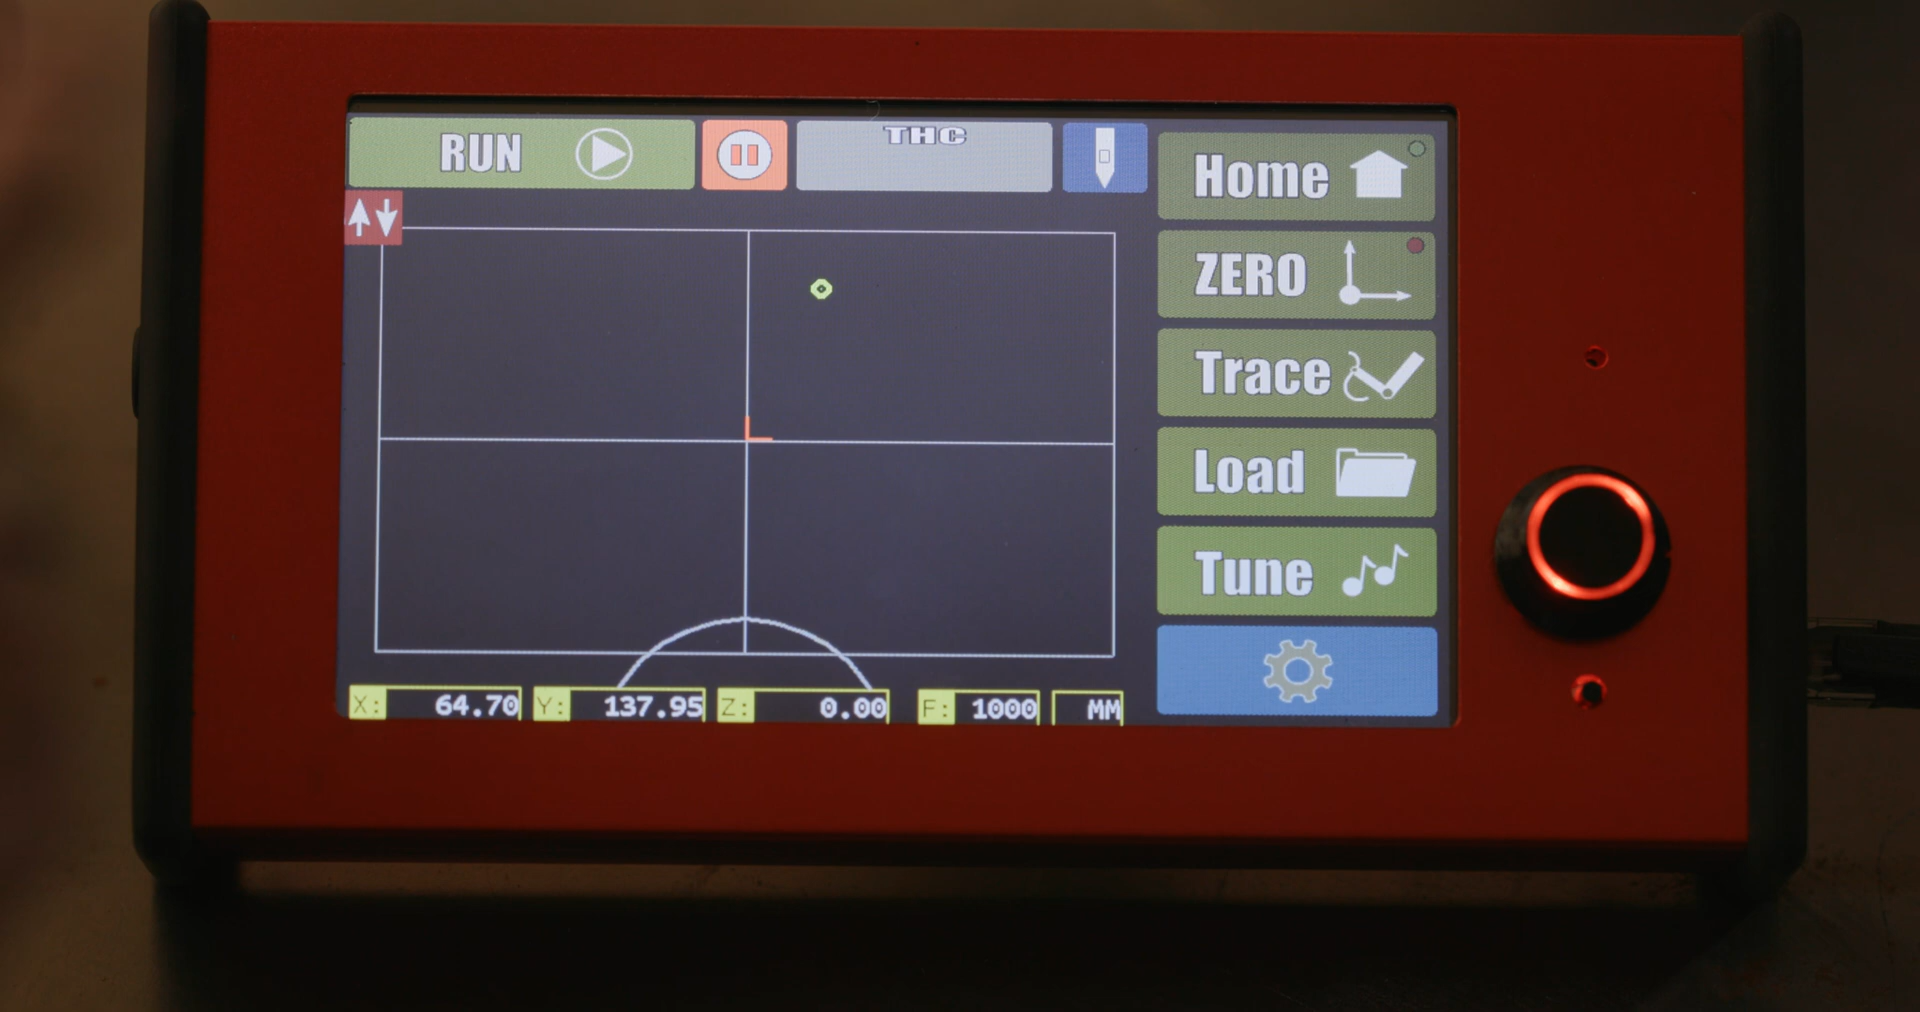 RUN
THC
Home
ZERO
Trace
Load
Tune
X: 64.70 Y: 137.95 Z: 0.00 F: 1000 MM